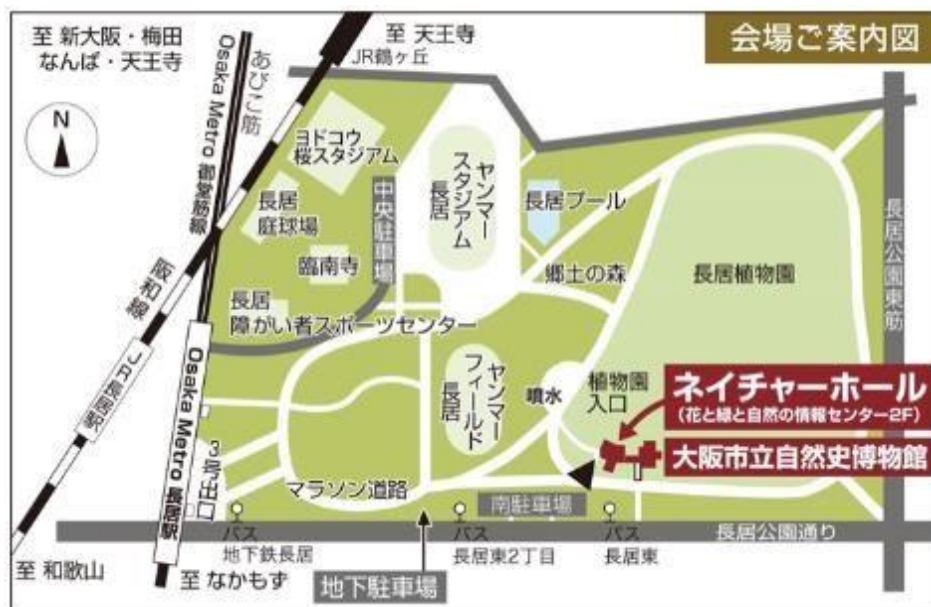 会場ご案内図
至 新大阪・梅田
なんば・天王寺
至 天王寺
JR鶴ヶ丘
N
あびこ筋
Osaka Metro 御堂筋線
阪和線
ヨドコウ
桜スタジアム
長居
庭球場
臨南寺
中央駐車場
長居
障がい者スポーツセンター
ヤンマー
スタジアム
長居
長居プール
郷土の森
長居植物園
長居公園東筋
ヤンマー
フィールド
長居
噴水
植物園
入口
ネイチャーホール
(花と緑と自然の情報センター2F)
大阪市立自然史博物館
JR長居駅
Osaka Metro 長居駅
3号出口
マラソン道路
南駐車場
長居公園通り
バス
地下鉄長居
バス
長居東2丁目
バス
長居東
至 和歌山
至 なかもず
地下駐車場